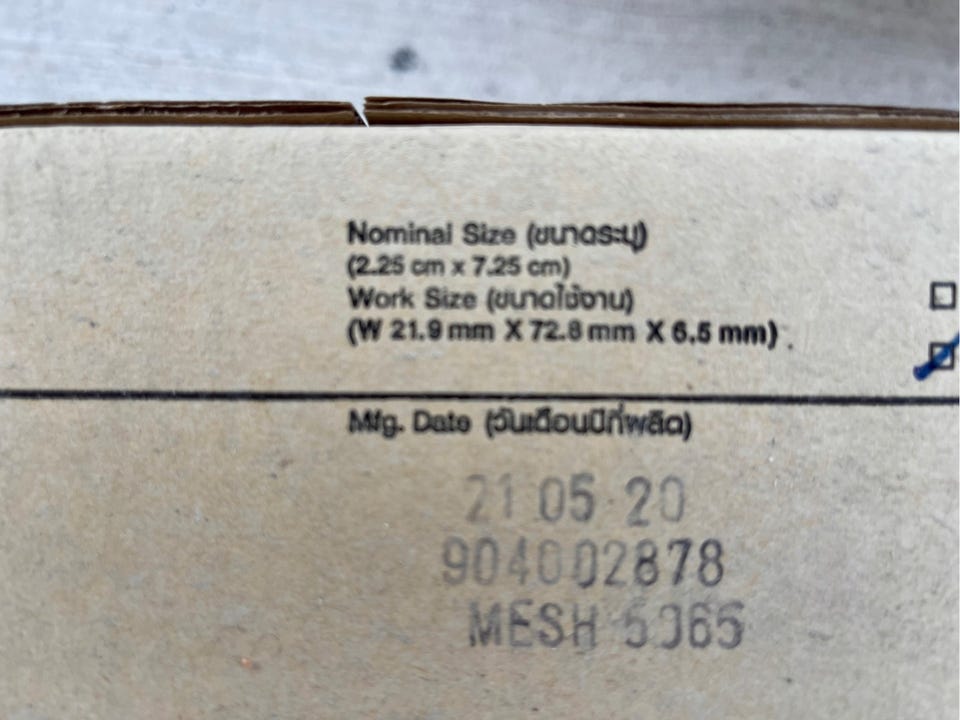 Nominal Size (ขนาดระบุ)
(2.25 cm x 7.25 cm)
Work Size (ขนาดใช้งาน)
(W 21.9 mm X 72.8 mm X 6.5 mm)
Mfg. Date (วันเดือนปีที่ผลิต)
21 05 20
904002878
MESH